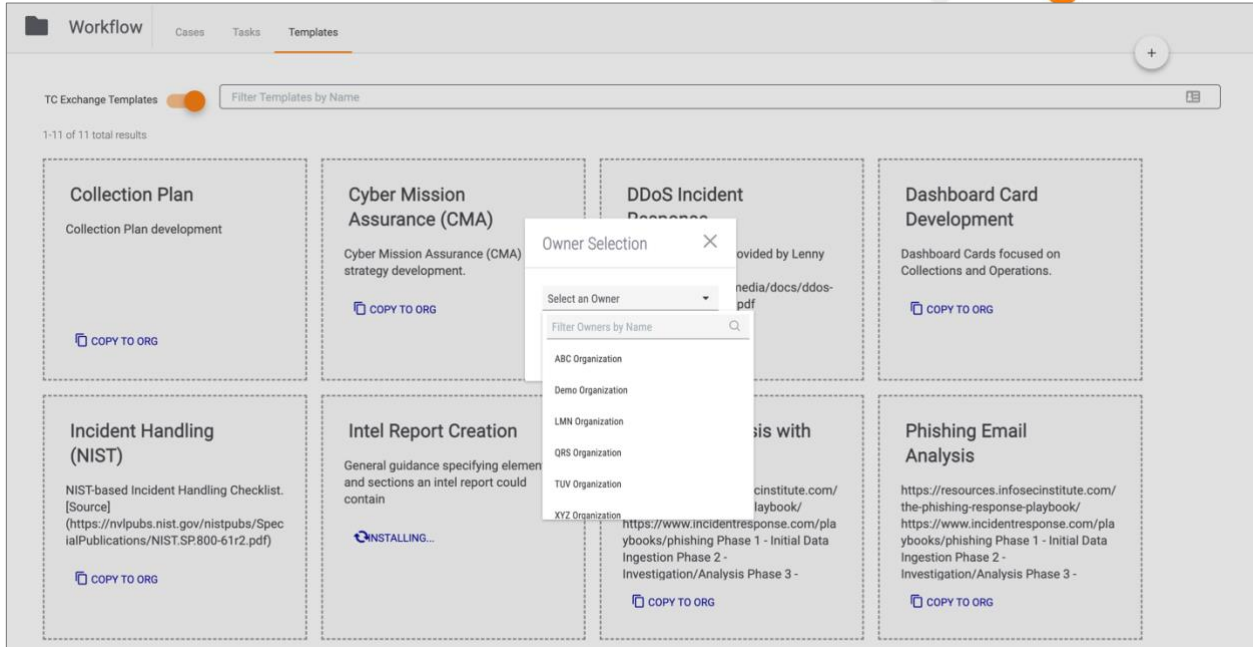 Workflow
Cases
Tasks
Templates
+
TC Exchange Templates
Filter Templates by Name
1-11 of 11 total results
Collection Plan
Collection Plan development
COPY TO ORG
Cyber Mission
Assurance (CMA)
Cyber Mission Assurance (CMA)
strategy development.
COPY TO ORG
DDoS Incident
ovided by Lenny
media/docs/ddos-
pdf
Dashboard Card
Development
Dashboard Cards focused on
Collections and Operations.
COPY TO ORG
Owner Selection
Select an Owner
Filter Owners by Name
ABC Organization
Demo Organization
LMN Organization
QRS Organization
TUV Organization
XYZ Organization
Incident Handling
(NIST)
NIST-based Incident Handling Checklist.
[Source]
(https://nvlpubs.nist.gov/nistpubs/Spec
ialPublications/NIST.SP.800-61r2.pdf)
COPY TO ORG
Intel Report Creation
General guidance specifying elemen
and sections an intel report could
contain
INSTALLING...
sis with
cinstitute.com/
laybook/
https://www.incidentresponse.com/pla
ybooks/phishing Phase 1 - Initial Data
Ingestion Phase 2 -
Investigation/Analysis Phase 3 -
COPY TO ORG
Phishing Email
Analysis
https://resources.infosecinstitute.com/
the-phishing-response-playbook/
https://www.incidentresponse.com/pla
ybooks/phishing Phase 1 - Initial Data
Ingestion Phase 2 -
Investigation/Analysis Phase 3 -
COPY TO ORG